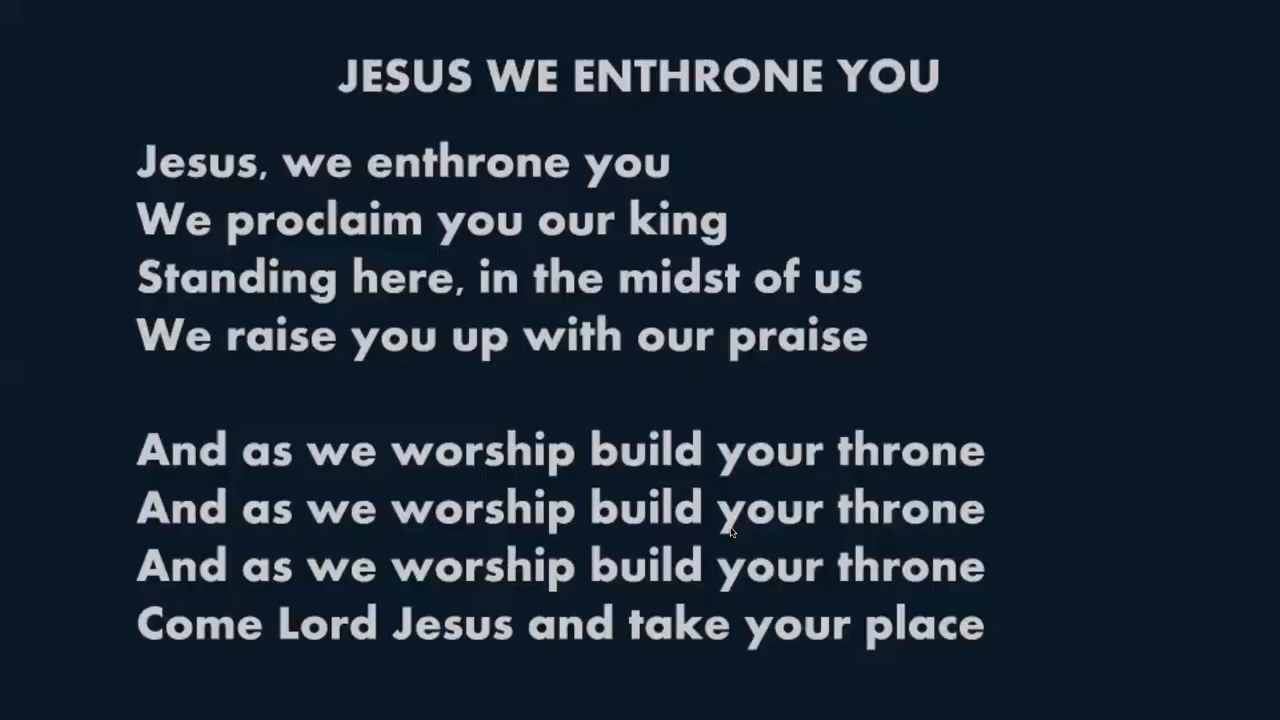 JESUS WE ENTHRONE YOU
Jesus, we enthrone you
We proclaim you our king
Standing here, in the midst of us
We raise you up with our praise
And as we worship build your throne
And as we worship build your throne
And as we worship build your throne
Come Lord Jesus and take your place